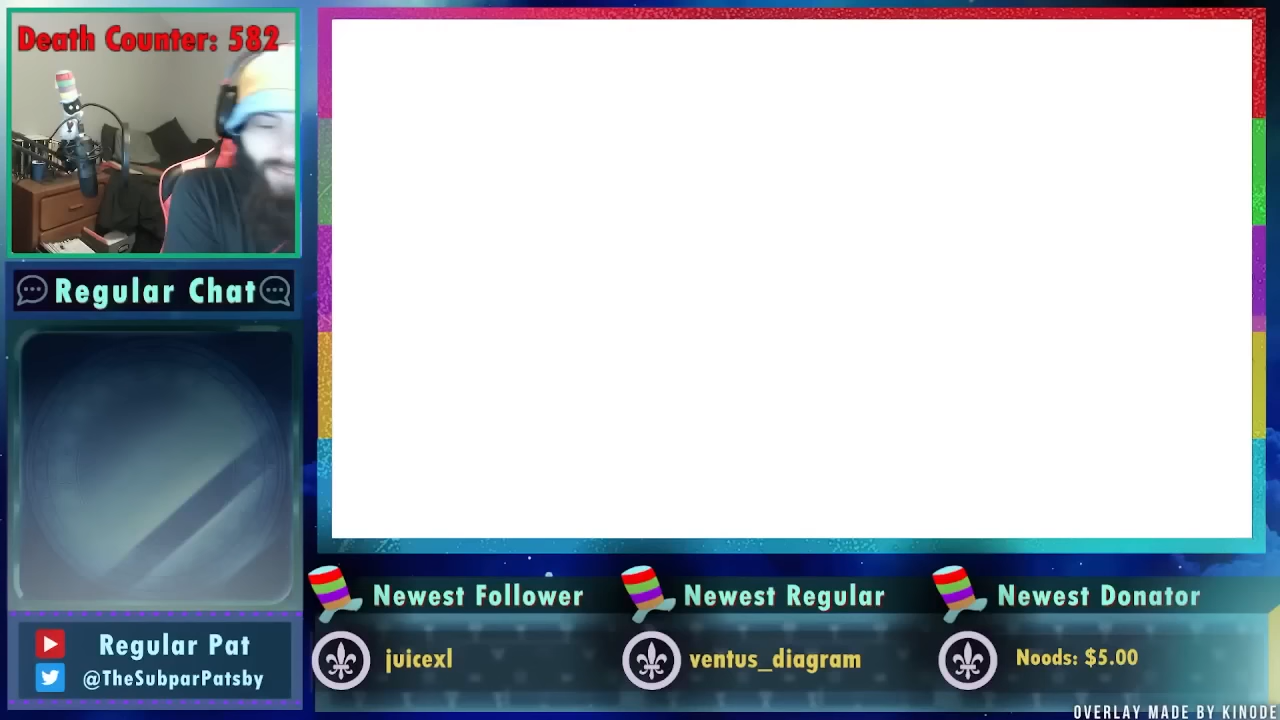 Death Counter: 582
Regular Chat
Regular Pat
@TheSubparPatsby
Newest Follower
juicexl
Newest Regular
ventus_diagram
Newest Donator
Noods: $5.00
OVERLAY MADE BY KINODE